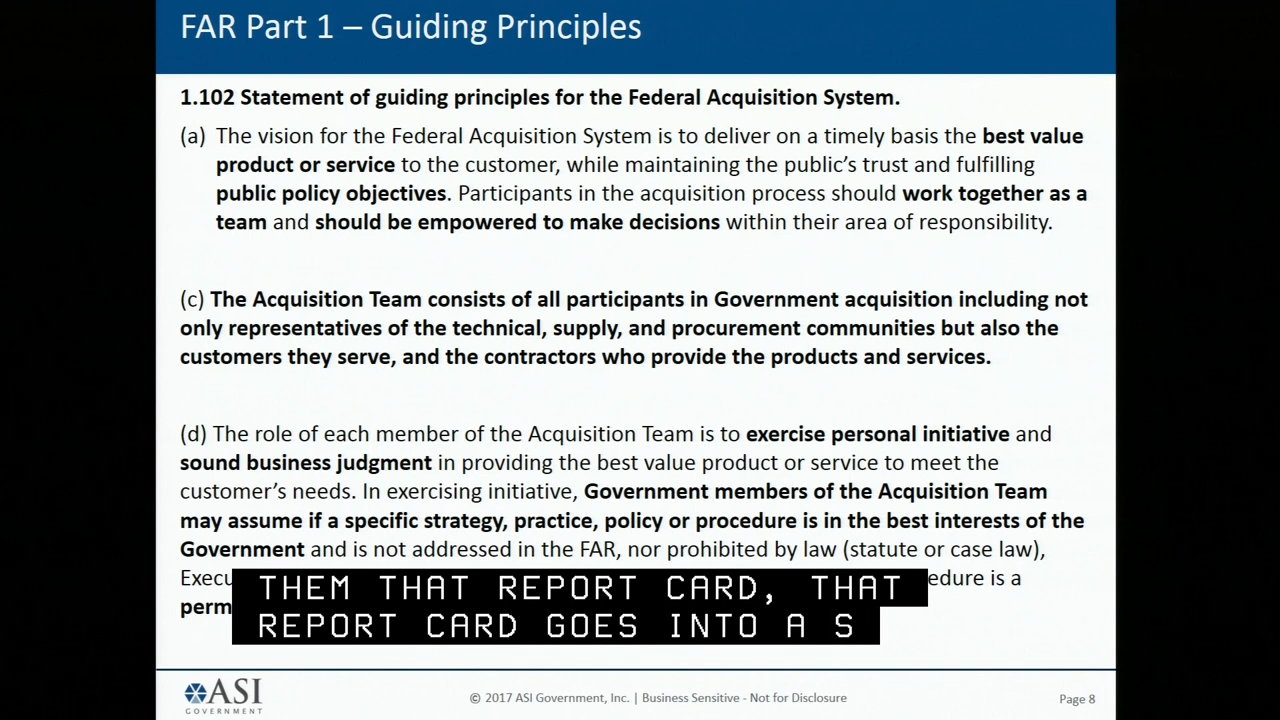 FAR Part 1 – Guiding Principles
1.102 Statement of guiding principles for the Federal Acquisition System.
(a) The vision for the Federal Acquisition System is to deliver on a timely basis the best value
product or service to the customer, while maintaining the public’s trust and fulfilling
public policy objectives. Participants in the acquisition process should work together as a
team and should be empowered to make decisions within their area of responsibility.
(c) The Acquisition Team consists of all participants in Government acquisition including not
only representatives of the technical, supply, and procurement communities but also the
customers they serve, and the contractors who provide the products and services.
(d) The role of each member of the Acquisition Team is to exercise personal initiative and
sound business judgment in providing the best value product or service to meet the
customer’s needs. In exercising initiative, Government members of the Acquisition Team
may assume if a specific strategy, practice, policy or procedure is in the best interests of the
Government and is not addressed in the FAR, nor prohibited by law (statute or case law),
is a
THEM THAT REPORT CARD, THAT
REPORT CARD GOES INTO A S
ASI
GOVERNMENT
© 2017 ASI Government, Inc. | Business Sensitive - Not for Disclosure
Page 8